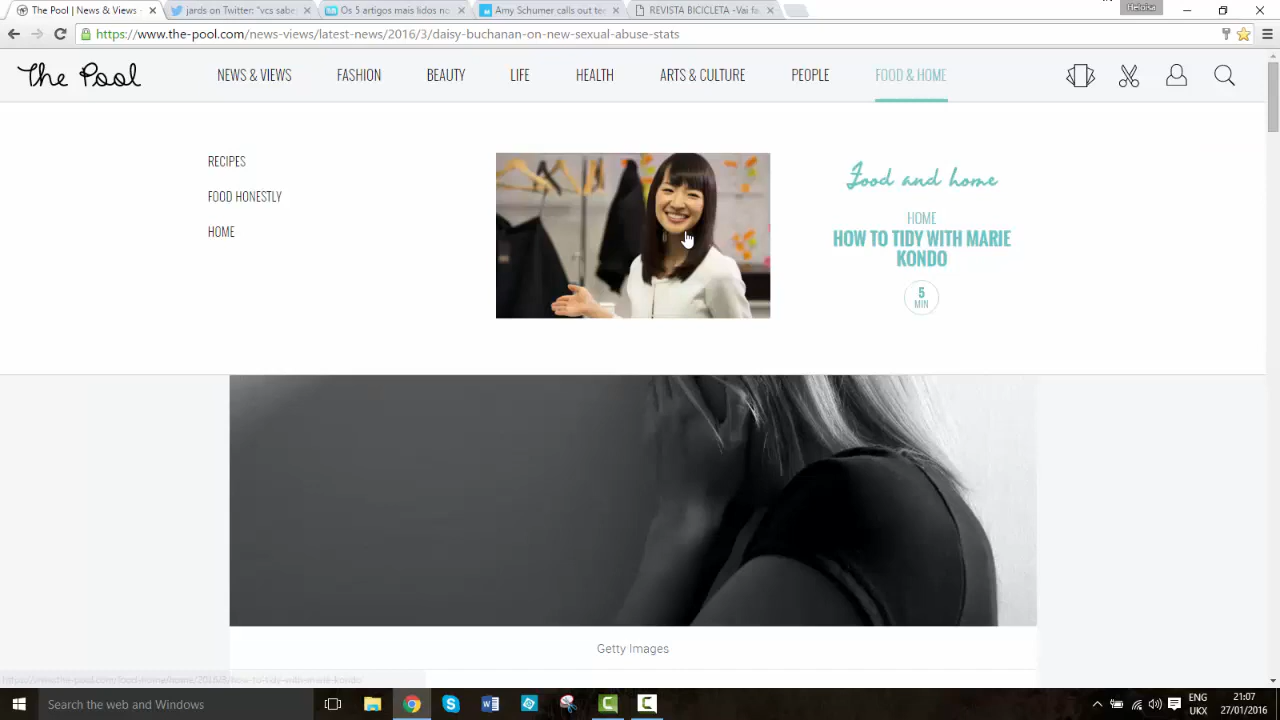 The Pool | News & Views -
jards on Twitter: "vcs sabe
Os 5 artigos mais lidos no
Amy Schumer calls out tee
REVISTA BICICLETA -Vai fa
Heloísa
https://www.the-pool.com/news-views/latest-news/2016/3/daisy-buchanan-on-new-sexual-abuse-stats
The Pool
NEWS & VIEWS
FASHION
BEAUTY
LIFE
HEALTH
ARTS & CULTURE
PEOPLE
FOOD & HOME
RECIPES
FOOD HONESTLY
HOME
Food and home
HOME
HOW TO TIDY WITH MARIE
KONDO
5
MIN
Getty Images
Search the web and Windows
ENG
UKX
21:07
27/01/2016